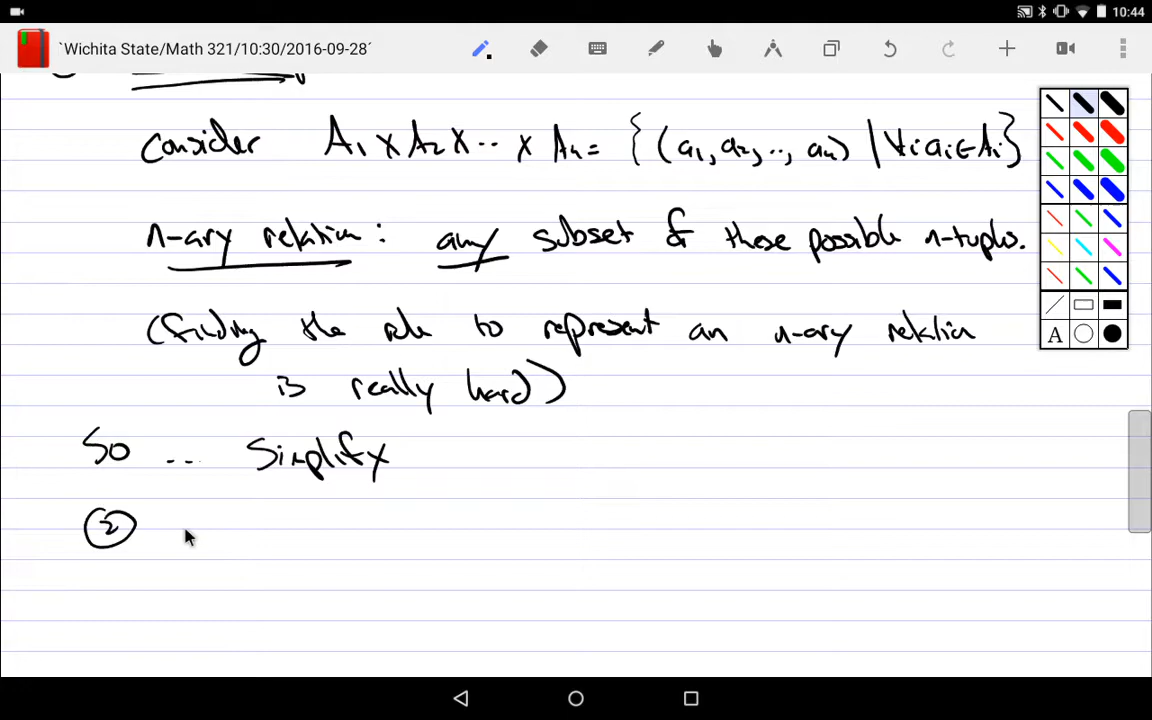 10:44
`Wichita State/Math 321/10:30/2016-09-28´
Consider A₁ x A₂ x ·· x Aₙ = { (a₁, a₂, .., aₙ) | ∀i aᵢ ∈ Aᵢ }
n-ary relation : any subset of these possible n-tuples.
(finding the rule to represent an n-ary relation
is really hard)
So ... Simplify
②
A